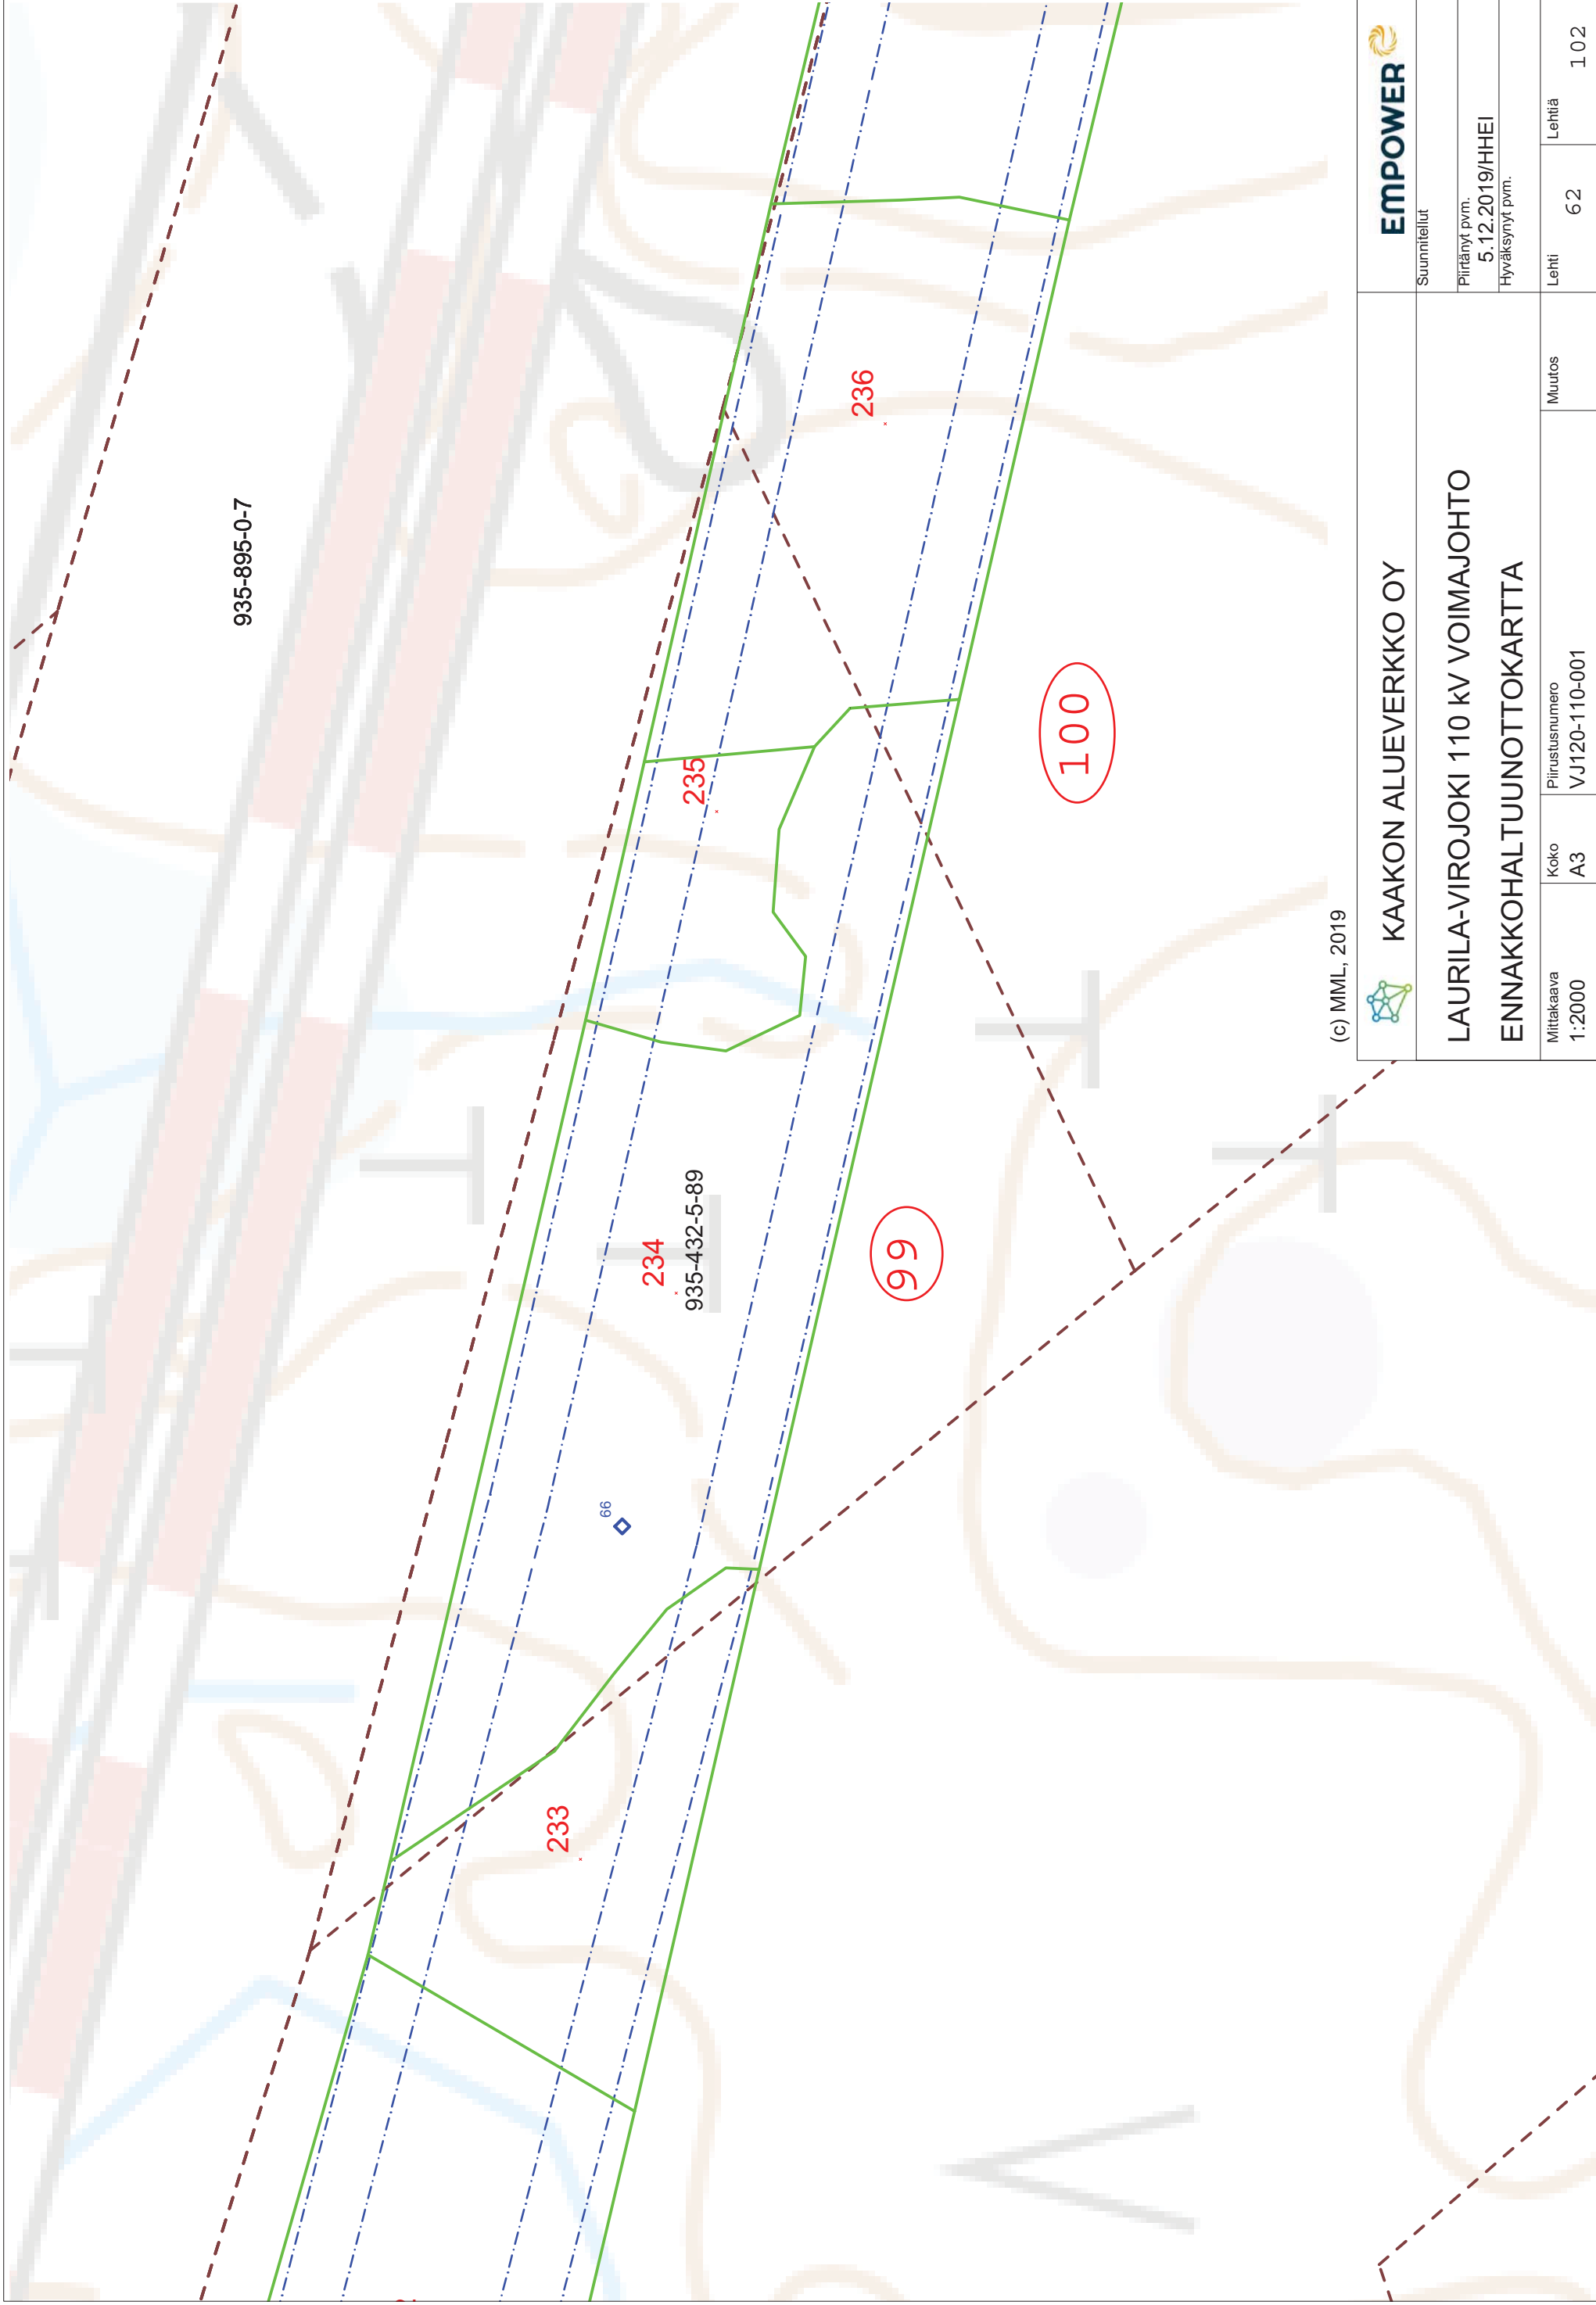 935-895-0-7
233
234
935-432-5-89
66
235
236
99
100
(c) MML, 2019
KAAKON ALUEVERKKO OY
EMPOWER
LAURILA-VIROJOKI 110 kV VOIMAJOHTO
ENNAKKOHALTUUNOTTOKARTTA
Suunnitellut
Piirtänyt pvm.
5.12.2019/HHEI
Hyväksynyt pvm.
Mittakaava
1:2000
Koko
A3
Piirustusnumero
VJ120-110-001
Muutos
Lehti
62
Lehtiä
102